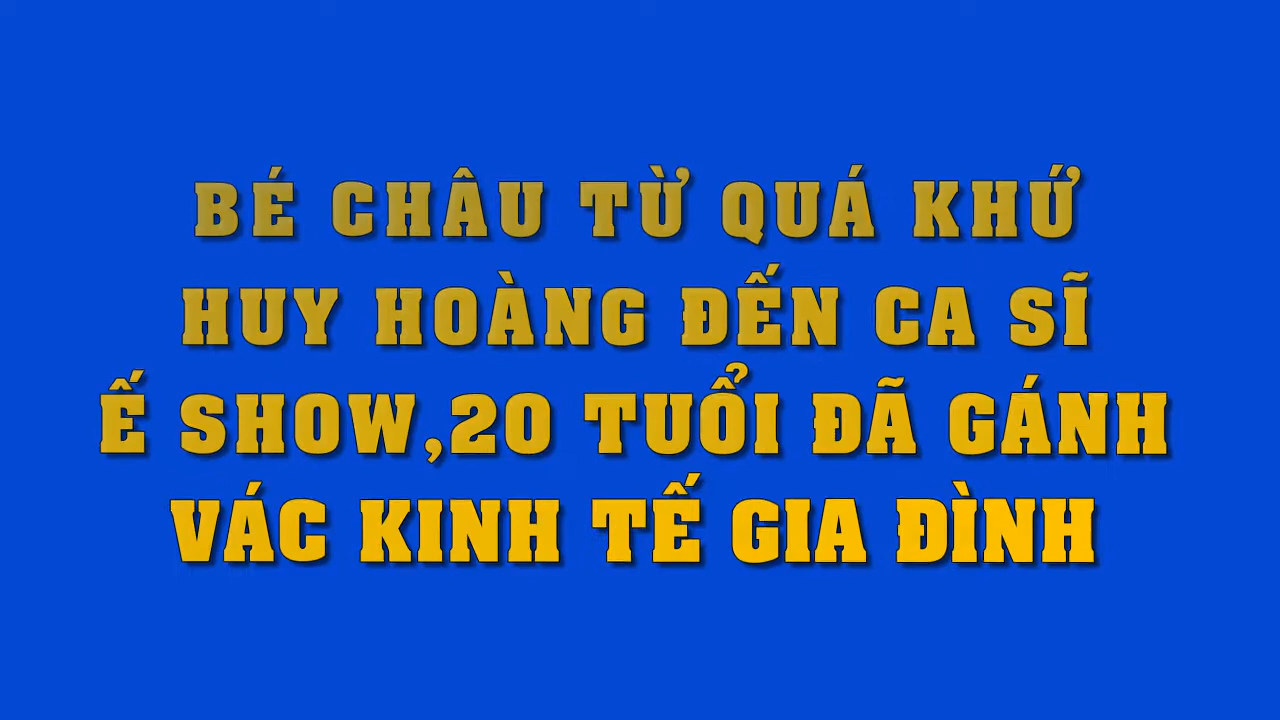 BÉ CHÂU TỪ QUÁ KHỨ
HUY HOÀNG ĐẾN CA SĨ
Ế SHOW,20 TUỔI ĐÃ GÁNH
VÁC KINH TẾ GIA ĐÌNH